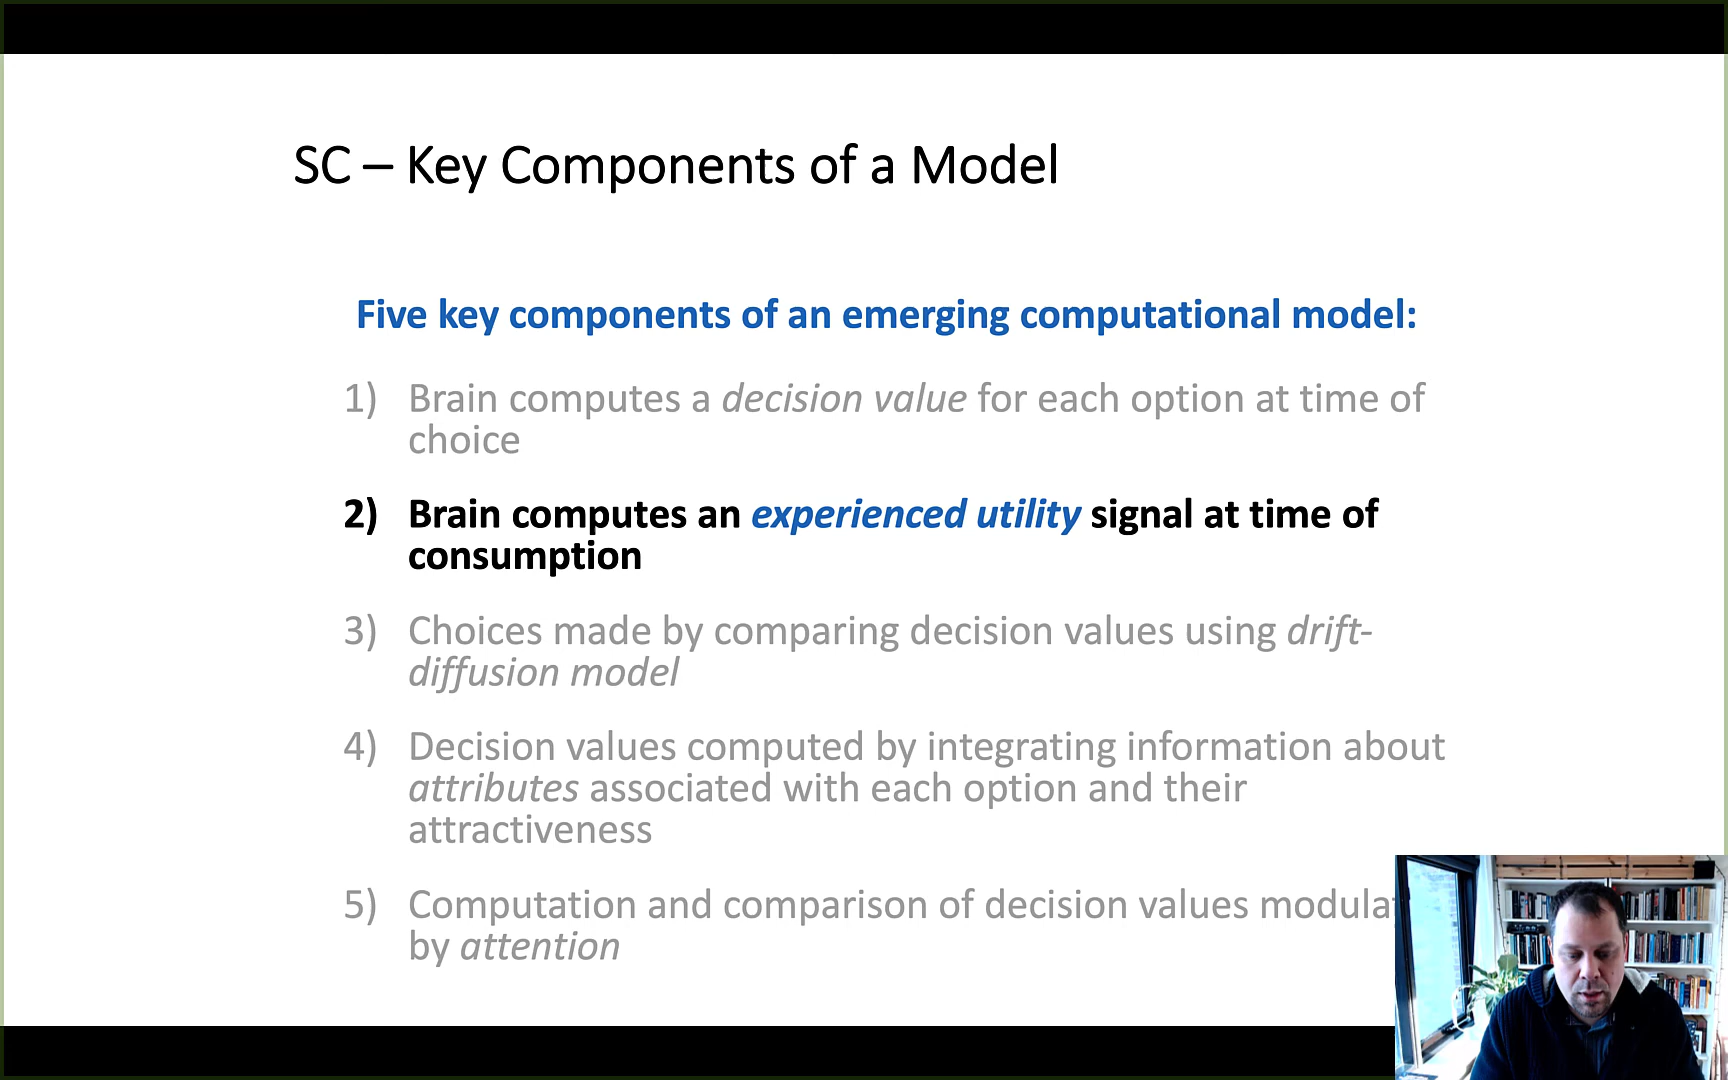 SC – Key Components of a Model
Five key components of an emerging computational model:
1) Brain computes a decision value for each option at time of
choice
2) Brain computes an experienced utility signal at time of
consumption
3) Choices made by comparing decision values using drift-
diffusion model
4) Decision values computed by integrating information about
attributes associated with each option and their
attractiveness
5) Computation and comparison of decision values
by attention